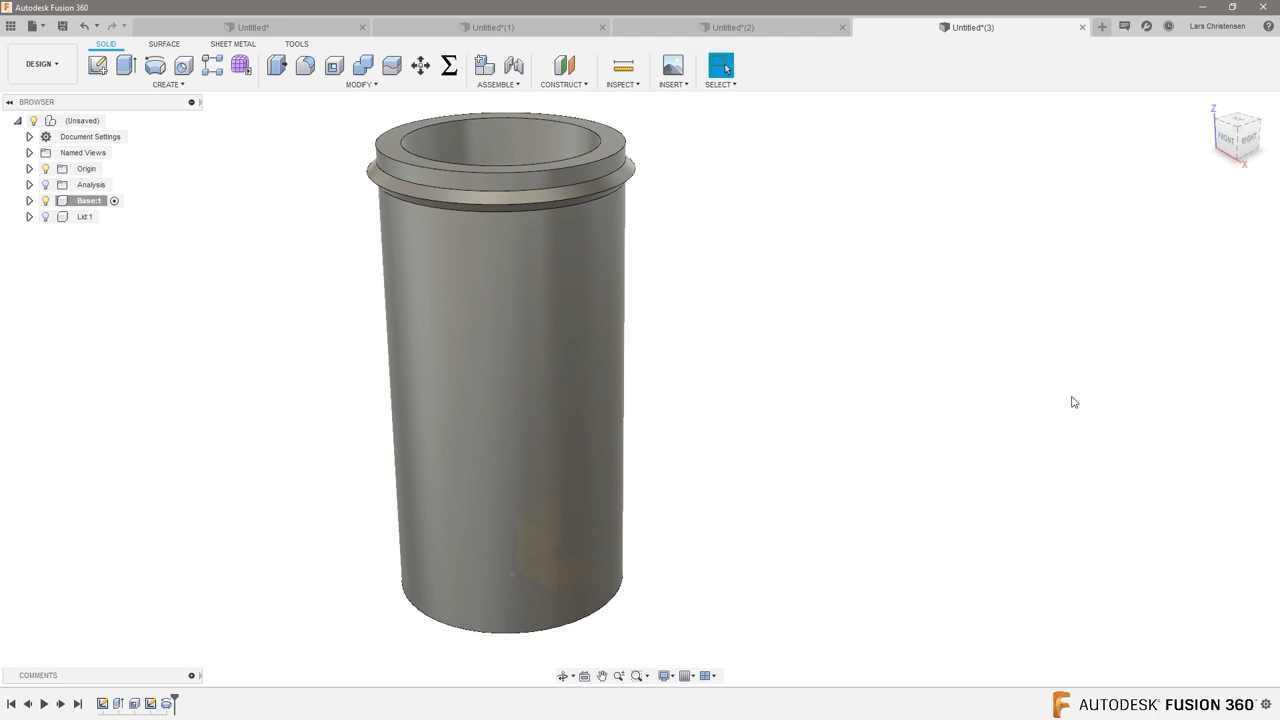 Autodesk Fusion 360
Untitled*
Untitled*(1)
Untitled*(2)
Untitled*(3)
Lars Christensen
SOLID
SURFACE
SHEET METAL
TOOLS
DESIGN
CREATE
MODIFY
ASSEMBLE
CONSTRUCT
INSPECT
INSERT
SELECT
BROWSER
(Unsaved)
Document Settings
Named Views
Origin
Analysis
Base:1
Lid:1
Z
FRONT
RIGHT
X
COMMENTS
AUTODESK® FUSION 360™